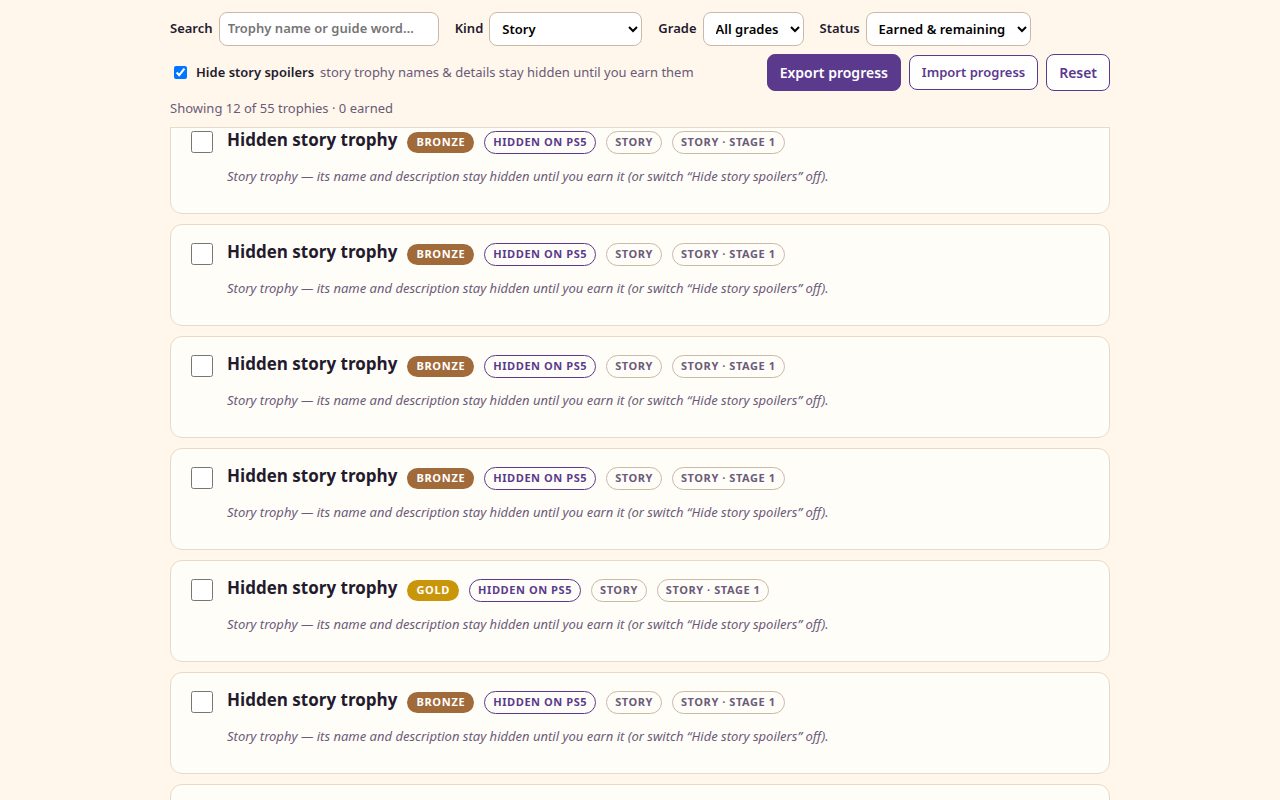 Search Trophy name or guide word... Kind Story Grade All grades Status Earned & remaining
Hide story spoilers story trophy names & details stay hidden until you earn them Export progress Import progress Reset
Showing 12 of 55 trophies · 0 earned
Hidden story trophy BRONZE HIDDEN ON PS5 STORY STORY · STAGE 1
Story trophy — its name and description stay hidden until you earn it (or switch “Hide story spoilers” off).
Hidden story trophy BRONZE HIDDEN ON PS5 STORY STORY · STAGE 1
Story trophy — its name and description stay hidden until you earn it (or switch “Hide story spoilers” off).
Hidden story trophy BRONZE HIDDEN ON PS5 STORY STORY · STAGE 1
Story trophy — its name and description stay hidden until you earn it (or switch “Hide story spoilers” off).
Hidden story trophy BRONZE HIDDEN ON PS5 STORY STORY · STAGE 1
Story trophy — its name and description stay hidden until you earn it (or switch “Hide story spoilers” off).
Hidden story trophy GOLD HIDDEN ON PS5 STORY STORY · STAGE 1
Story trophy — its name and description stay hidden until you earn it (or switch “Hide story spoilers” off).
Hidden story trophy BRONZE HIDDEN ON PS5 STORY STORY · STAGE 1
Story trophy — its name and description stay hidden until you earn it (or switch “Hide story spoilers” off).